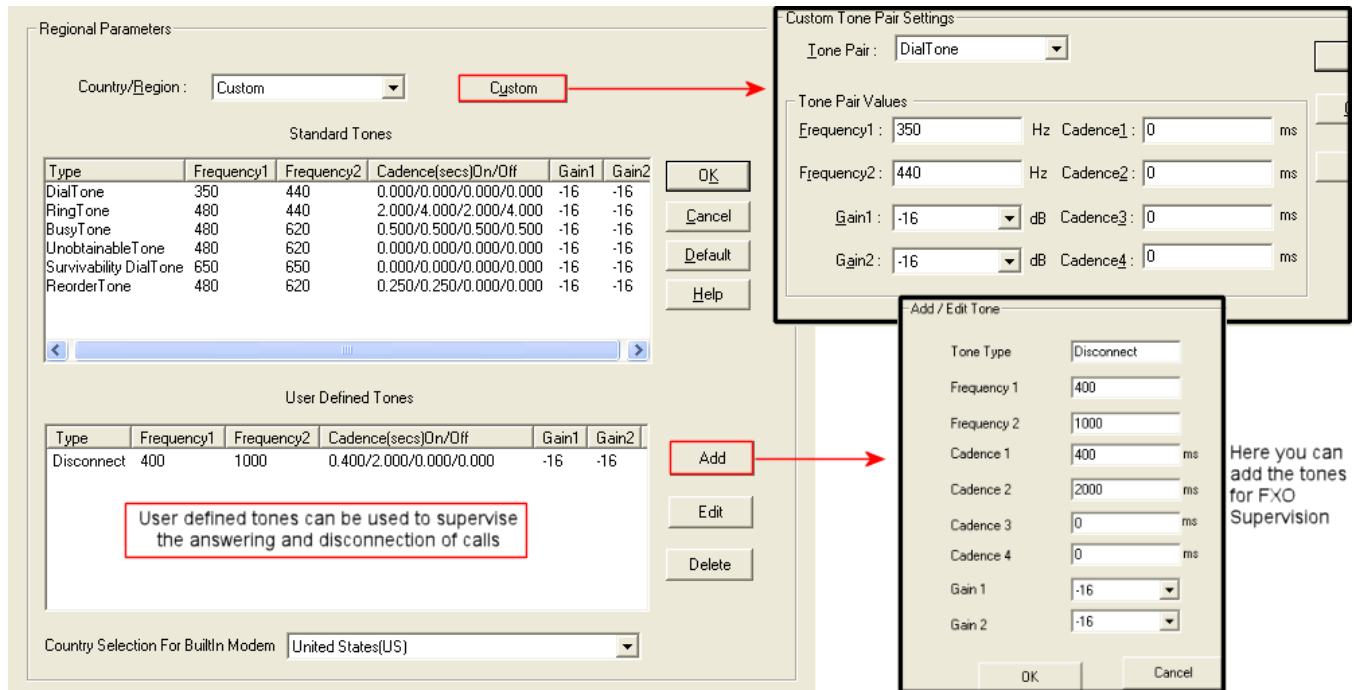 Regional Parameters
Country/Region : Custom Custom
Standard Tones
Type Frequency1 Frequency2 Cadence(secs)On/Off Gain1 Gain2
DialTone 350 440 0.000/0.000/0.000/0.000 -16 -16
RingTone 480 440 2.000/4.000/2.000/4.000 -16 -16
BusyTone 480 620 0.500/0.500/0.500/0.500 -16 -16
UnobtainableTone 480 620 0.000/0.000/0.000/0.000 -16 -16
Survivability DialTone 650 650 0.000/0.000/0.000/0.000 -16 -16
ReorderTone 480 620 0.250/0.250/0.000/0.000 -16 -16
OK
Cancel
Default
Help
User Defined Tones
Type Frequency1 Frequency2 Cadence(secs)On/Off Gain1 Gain2
Disconnect 400 1000 0.400/2.000/0.000/0.000 -16 -16
User defined tones can be used to supervise
the answering and disconnection of calls
Add
Edit
Delete
Country Selection For BuiltIn Modem United States(US)
Custom Tone Pair Settings
Tone Pair : DialTone
Tone Pair Values
Frequency1 : 350 Hz Cadence1 : 0 ms
Frequency2 : 440 Hz Cadence2 : 0 ms
Gain1 : -16 dB Cadence3 : 0 ms
Gain2 : -16 dB Cadence4 : 0 ms
Add / Edit Tone
Tone Type Disconnect
Frequency 1 400
Frequency 2 1000
Cadence 1 400 ms
Cadence 2 2000 ms
Cadence 3 0 ms
Cadence 4 0 ms
Gain 1 -16
Gain 2 -16
OK Cancel
Here you can
add the tones
for FXO
Supervision